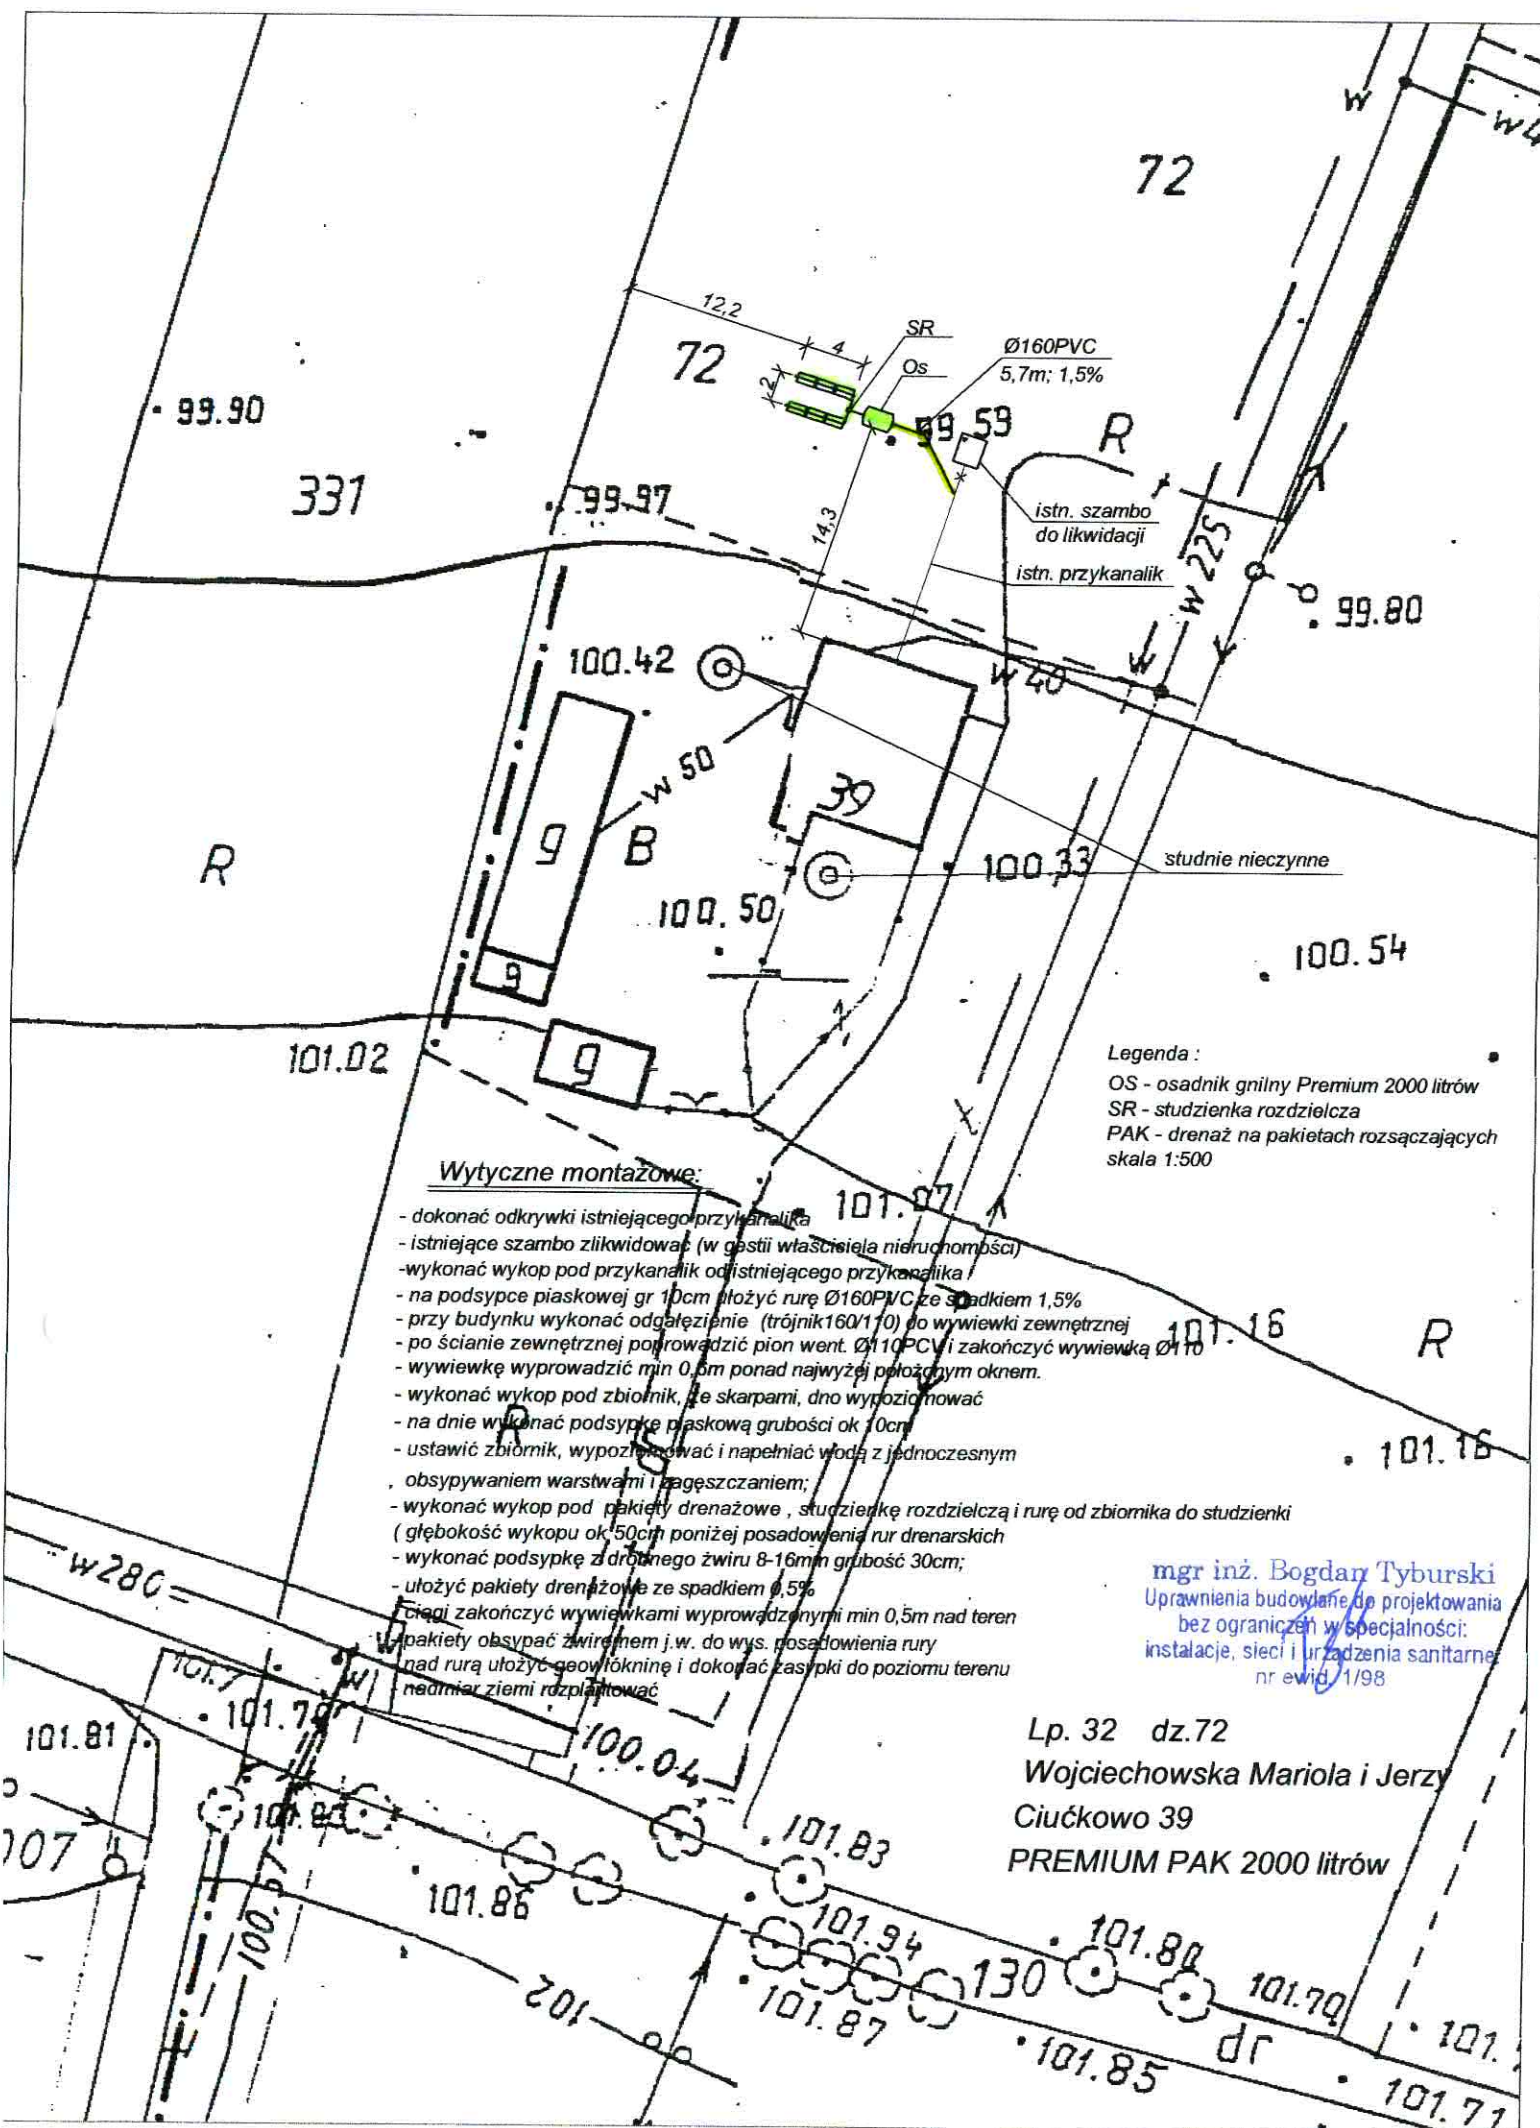 72
w
12,2
4
SR
Os
Ø160PVC
5,7m; 1,5%
72
2
99.90
99.59
R
331
99.97
istn. szambo
do likwidacji
14,3
istn. przykanalik
w 225
99.80
100.42
w 40
w 50
39
g
B
R
100.33
studnie nieczynne
100.50
100.54
g
101.02
g
Legenda :
OS - osadnik gnilny Premium 2000 litrów
SR - studzienka rozdzielcza
PAK - drenaż na pakietach rozsączających
skala 1:500
t
t
Wytyczne montażowe:
101.07
- dokonać odkrywki istniejącego przykanalika
- istniejące szambo zlikwidować (w gestii właścisiela nieruchomości)
-wykonać wykop pod przykanalik od istniejącego przykanalika
- na podsypce piaskowej gr 10cm ułożyć rurę Ø160PVC ze spadkiem 1,5%
- przy budynku wykonać odgałęzienie (trójnik160/110) do wywiewki zewnętrznej
101.16
- po ścianie zewnętrznej poprowadzić pion went. Ø110PCV i zakończyć wywiewką Ø110
R
- wywiewkę wyprowadzić min 0,6m ponad najwyżej położonym oknem.
- wykonać wykop pod zbiornik, ze skarpami, dno wypoziomować
- na dnie wykonać podsypkę piaskową grubości ok 10cm
R
- ustawić zbiornik, wypoziomować i napełniać wodą z jednoczesnym
101.16
obsypywaniem warstwami i zagęszczaniem;
- wykonać wykop pod pakiety drenażowe , studzienkę rozdzielczą i rurę od zbiornika do studzienki
( głębokość wykopu ok 50cm poniżej posadowienia rur drenarskich
- wykonać podsypkę z drobnego żwiru 8-16mm grubość 30cm;
w280
- ułożyć pakiety drenażowe ze spadkiem 0,5%
ciągi zakończyć wywiewkami wyprowadzonymi min 0,5m nad teren
pakiety obsypać żwiremem j.w. do wys. posadowienia rury
nad rurą ułożyć geowłókninę i dokonać zasypki do poziomu terenu
- nadmiar ziemi rozplantować
mgr inż. Bogdan Tyburski
Uprawnienia budowlane do projektowania
bez ograniczeń w specjalności:
instalacje, sieci i urządzenia sanitarne
nr ewid. 1/98
w
w
101.7
101.79
101.81
100.04
Lp. 32 dz.72
Wojciechowska Mariola i Jerzy
Ciućkowo 39
PREMIUM PAK 2000 litrów
101.83
007
101.83
101.86
100.57
101.94
101.80
130
101.70
102
101.87
dr
101.85
101.71